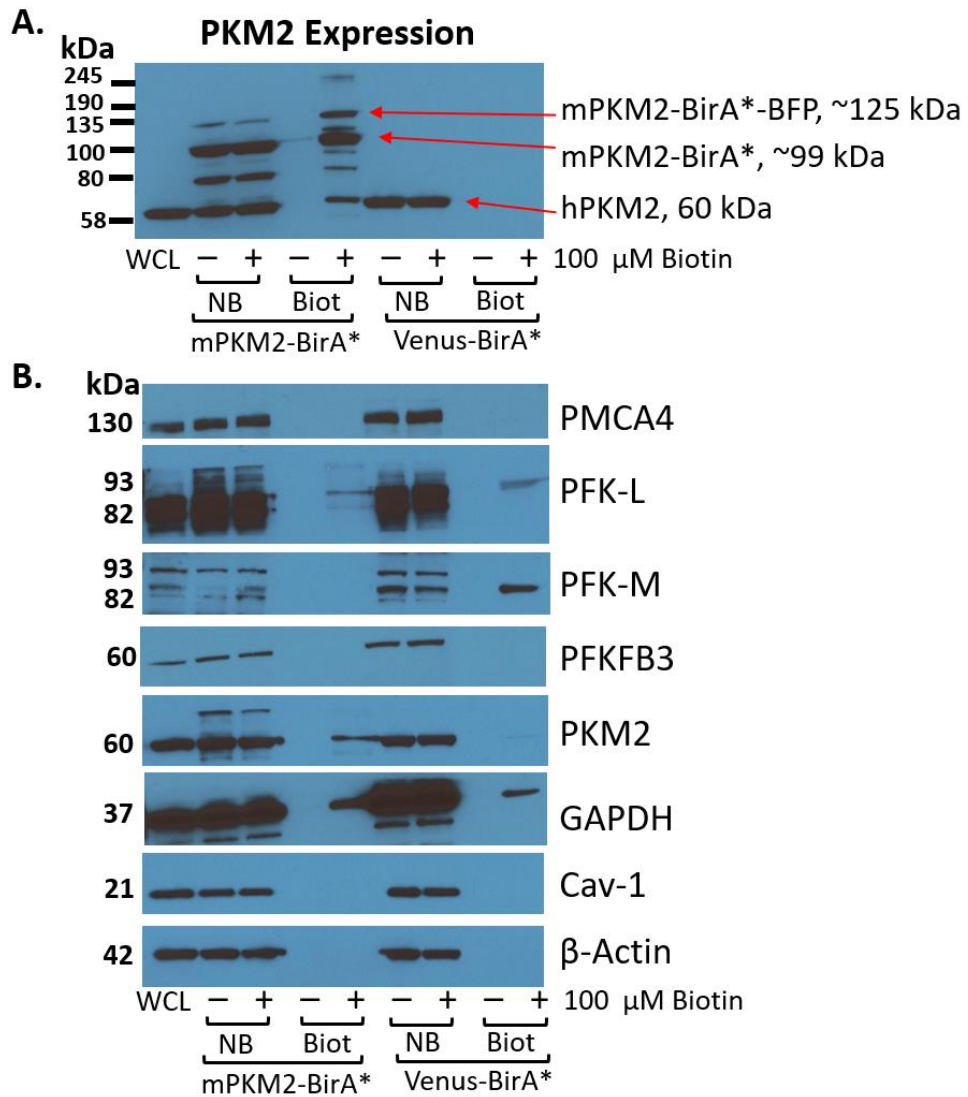 A.
PKM2 Expression
kDa
245
190
135
100
80
58
mPKM2-BirA*-BFP, ~125 kDa
mPKM2-BirA*, ~99 kDa
hPKM2, 60 kDa
WCL − + − + − + − + 100 µM Biotin
NB Biot NB Biot
mPKM2-BirA* Venus-BirA*
B.
kDa
130 PMCA4
93
82 PFK-L
93
82 PFK-M
60 PFKFB3
60 PKM2
37 GAPDH
21 Cav-1
42 β-Actin
WCL − + − + − + − + 100 µM Biotin
NB Biot NB Biot
mPKM2-BirA* Venus-BirA*